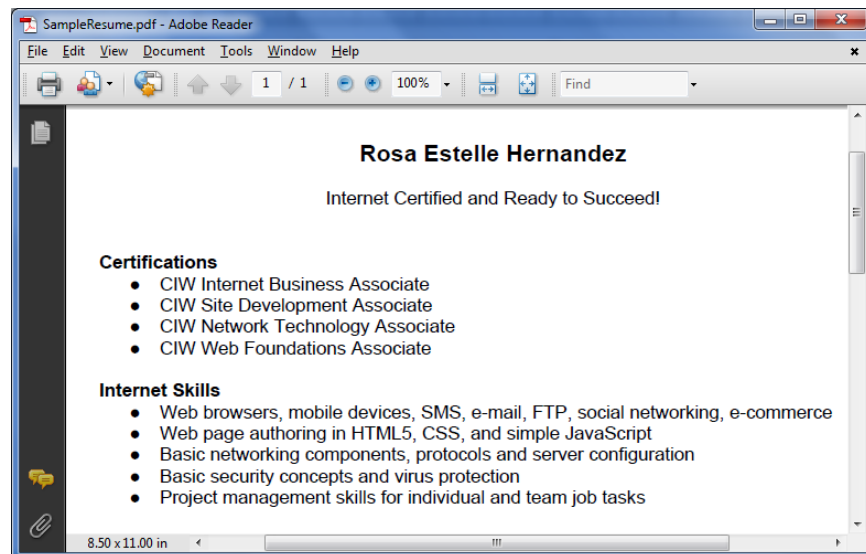 SampleResume.pdf - Adobe Reader
File Edit View Document Tools Window Help
1 / 1 100% Find
Rosa Estelle Hernandez
Internet Certified and Ready to Succeed!
Certifications
● CIW Internet Business Associate
● CIW Site Development Associate
● CIW Network Technology Associate
● CIW Web Foundations Associate
Internet Skills
● Web browsers, mobile devices, SMS, e-mail, FTP, social networking, e-commerce
● Web page authoring in HTML5, CSS, and simple JavaScript
● Basic networking components, protocols and server configuration
● Basic security concepts and virus protection
● Project management skills for individual and team job tasks
8.50 x 11.00 in